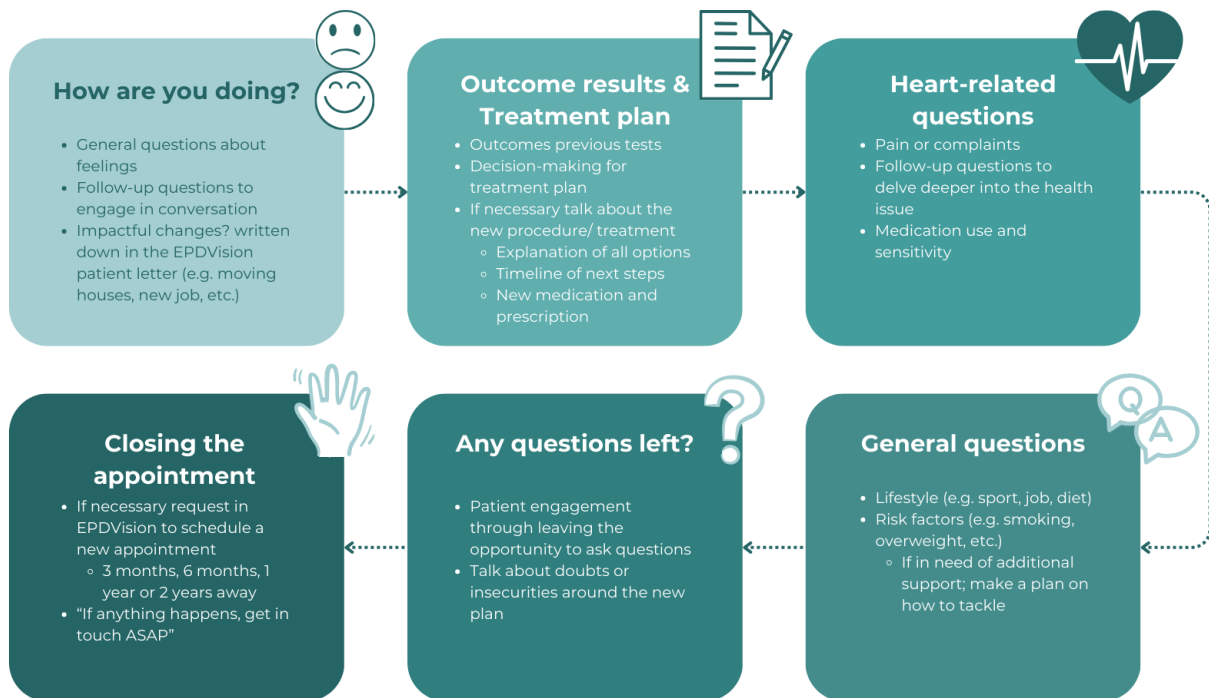 How are you doing?
• General questions about
feelings
• Follow-up questions to
engage in conversation
• Impactful changes? written
down in the EPDVision
patient letter (e.g. moving
houses, new job, etc.)
Outcome results &
Treatment plan
• Outcomes previous tests
• Decision-making for
treatment plan
• If necessary talk about the
new procedure/ treatment
◦ Explanation of all options
◦ Timeline of next steps
◦ New medication and
prescription
Heart-related
questions
• Pain or complaints
• Follow-up questions to
delve deeper into the health
issue
• Medication use and
sensitivity
Q
A
General questions
• Lifestyle (e.g. sport, job, diet)
• Risk factors (e.g. smoking,
overweight, etc.)
◦ If in need of additional
support; make a plan on
how to tackle
?
Any questions left?
• Patient engagement
through leaving the
opportunity to ask questions
• Talk about doubts or
insecurities around the new
plan
Closing the
appointment
• If necessary request in
EPDVision to schedule a
new appointment
◦ 3 months, 6 months, 1
year or 2 years away
• “If anything happens, get in
touch ASAP”